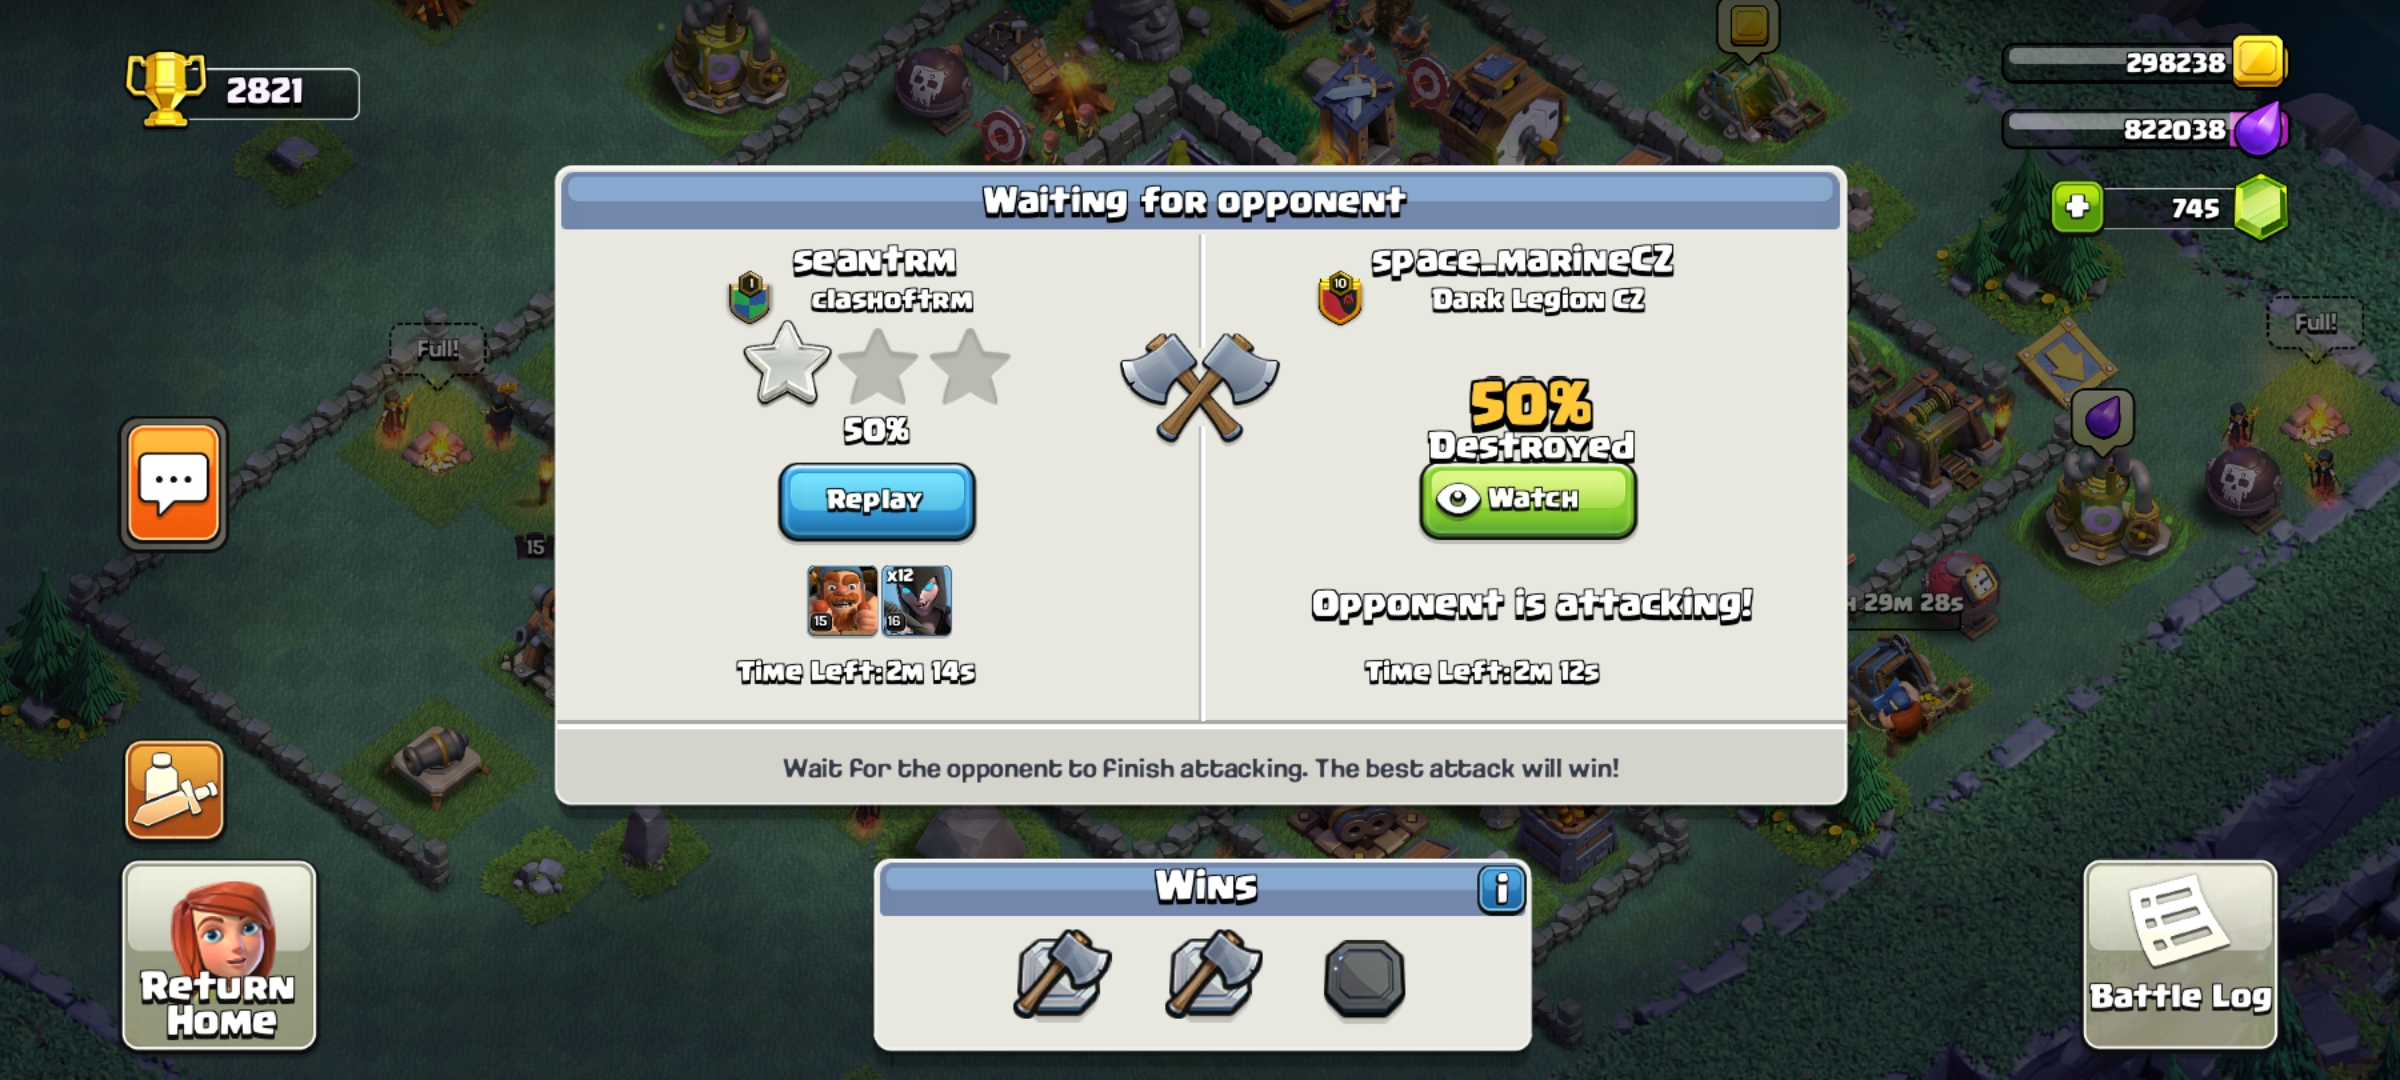 2821
298238
822038
745
Waiting for opponent
seantRM
clashoftRM
1
50%
Replay
x12
15
16
Time Left:2m 14s
space_marineCZ
Dark Legion CZ
10
50%
Destroyed
Watch
Opponent is attacking!
Time Left:2m 12s
Wait for the opponent to finish attacking. The best attack will win!
Full!
Full!
15
29m 28s
Wins
i
Return
Home
Battle Log